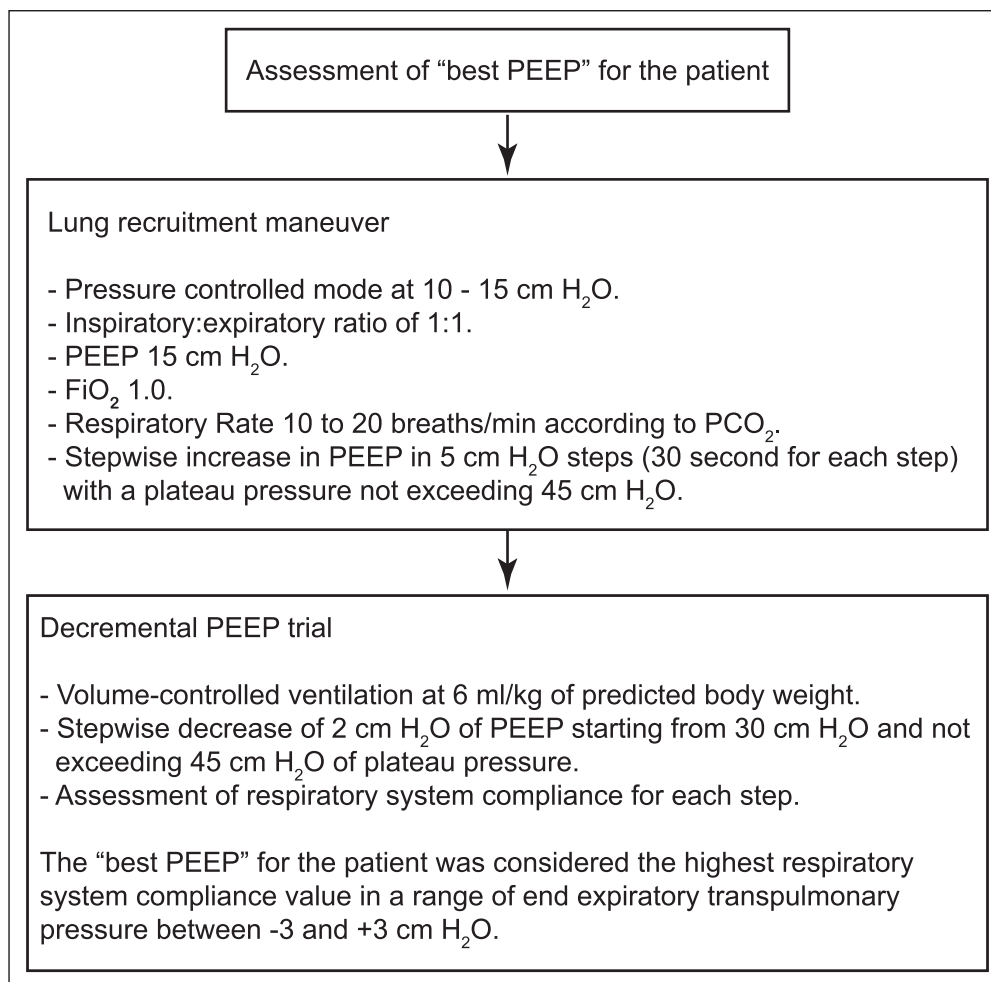 Assessment of “best PEEP” for the patient
Lung recruitment maneuver
- Pressure controlled mode at 10 - 15 cm H₂O.
- Inspiratory:expiratory ratio of 1:1.
- PEEP 15 cm H₂O.
- FiO₂ 1.0.
- Respiratory Rate 10 to 20 breaths/min according to PCO₂.
- Stepwise increase in PEEP in 5 cm H₂O steps (30 second for each step)
with a plateau pressure not exceeding 45 cm H₂O.
Decremental PEEP trial
- Volume-controlled ventilation at 6 ml/kg of predicted body weight.
- Stepwise decrease of 2 cm H₂O of PEEP starting from 30 cm H₂O and not
exceeding 45 cm H₂O of plateau pressure.
- Assessment of respiratory system compliance for each step.
The “best PEEP” for the patient was considered the highest respiratory
system compliance value in a range of end expiratory transpulmonary
pressure between -3 and +3 cm H₂O.